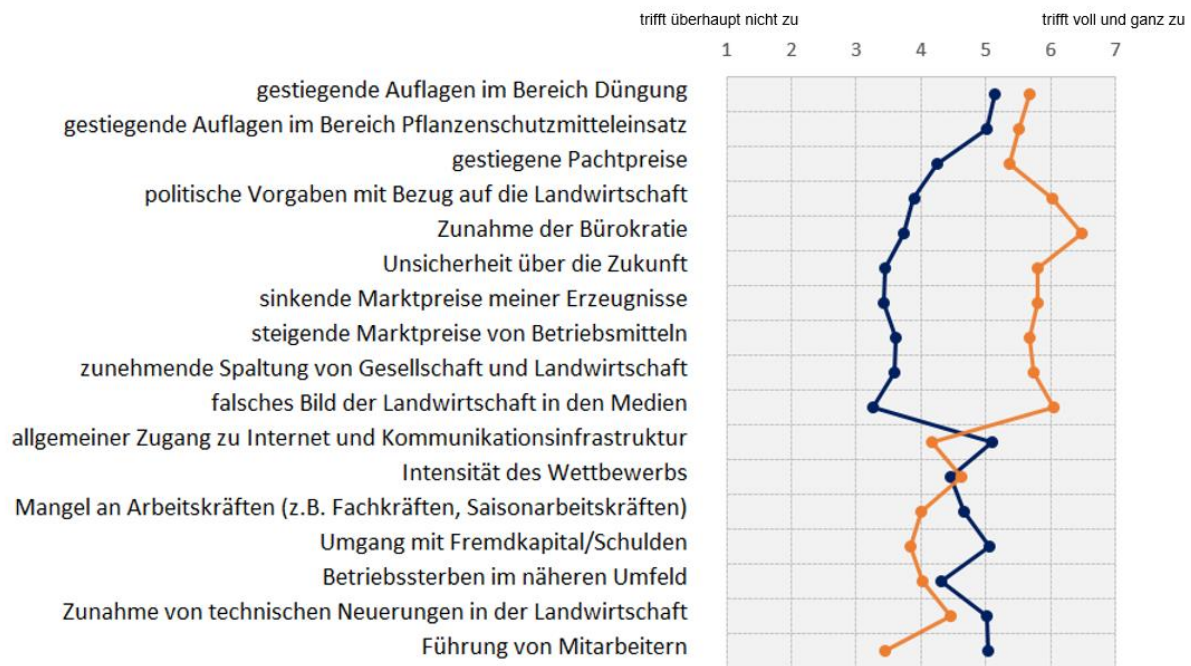 trifft überhaupt nicht zu trifft voll und ganz zu
1 2 3 4 5 6 7
gestiegende Auflagen im Bereich Düngung
gestiegende Auflagen im Bereich Pflanzenschutzmitteleinsatz
gestiegene Pachtpreise
politische Vorgaben mit Bezug auf die Landwirtschaft
Zunahme der Bürokratie
Unsicherheit über die Zukunft
sinkende Marktpreise meiner Erzeugnisse
steigende Marktpreise von Betriebsmitteln
zunehmende Spaltung von Gesellschaft und Landwirtschaft
falsches Bild der Landwirtschaft in den Medien
allgemeiner Zugang zu Internet und Kommunikationsinfrastruktur
Intensität des Wettbewerbs
Mangel an Arbeitskräften (z.B. Fachkräften, Saisonarbeitskräften)
Umgang mit Fremdkapital/Schulden
Betriebssterben im näheren Umfeld
Zunahme von technischen Neuerungen in der Landwirtschaft
Führung von Mitarbeitern